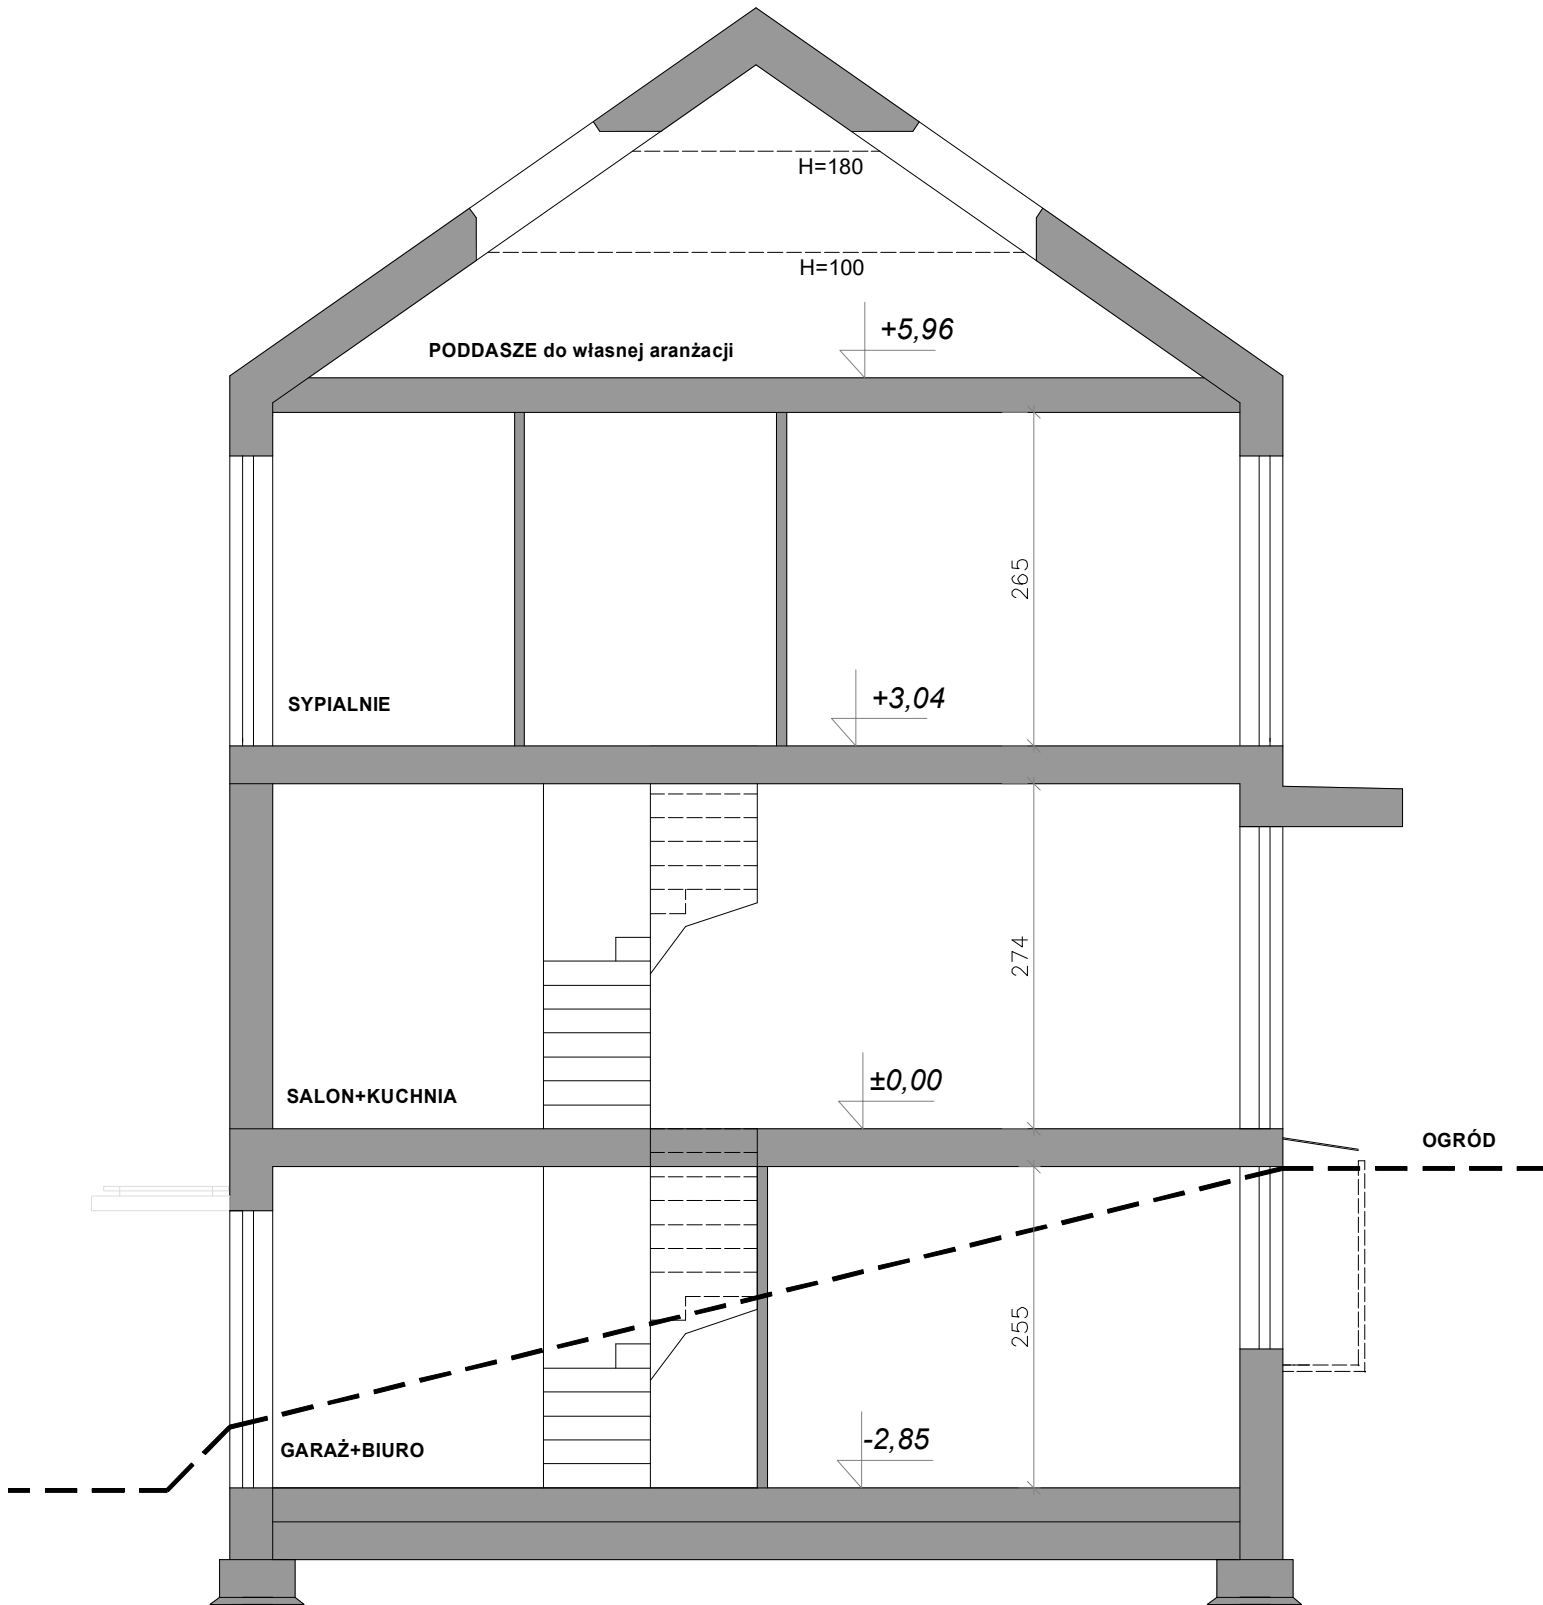 H=180
H=100
+5,96
PODDASZE do własnej aranżacji
265
+3,04
SYPIALNIE
274
±0,00
SALON+KUCHNIA
OGRÓD
255
-2,85
GARAŻ+BIURO